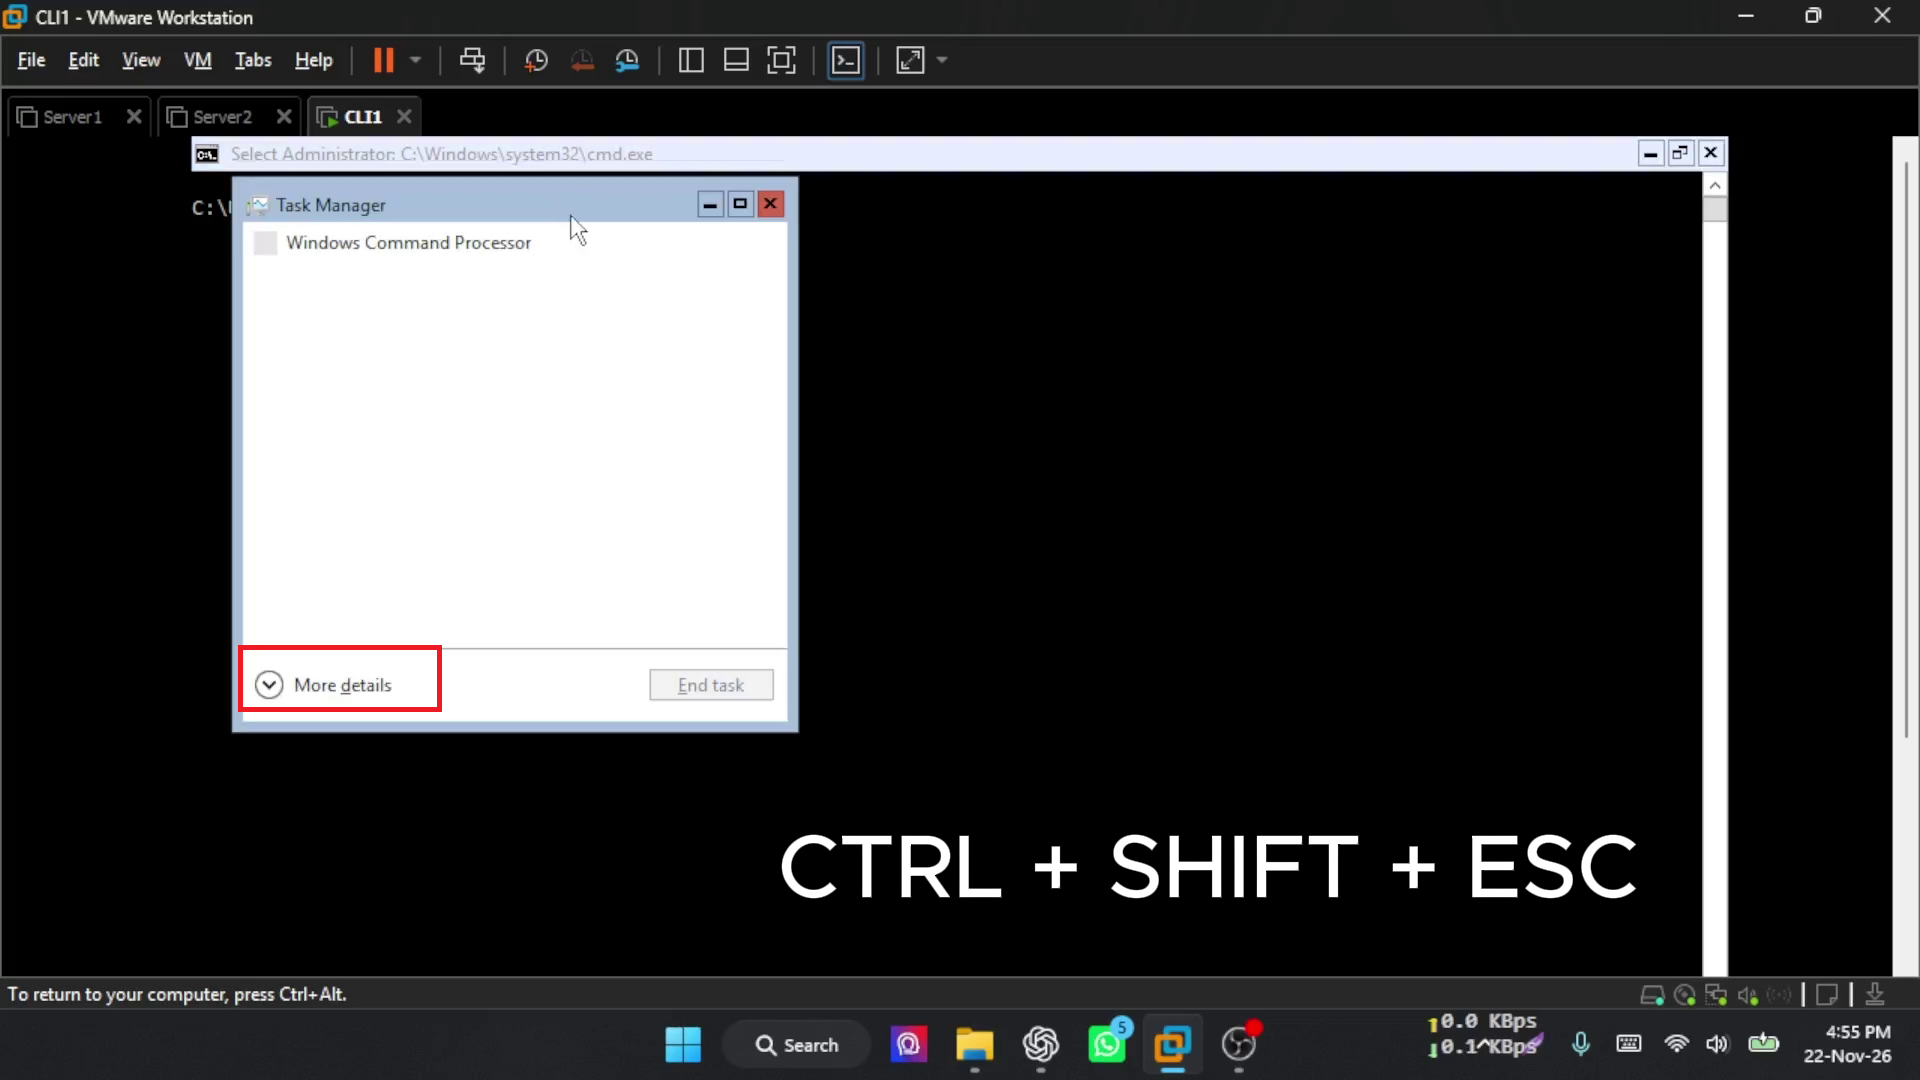 CLI1 - VMware Workstation
File Edit View VM Tabs Help
Server1 Server2 CLI1
Select Administrator: C:\Windows\system32\cmd.exe
C:\
Task Manager
Windows Command Processor
More details End task
CTRL + SHIFT + ESC
To return to your computer, press Ctrl+Alt.
Search
5
0.0 KBps
0.1^KBps
4:55 PM
22-Nov-26